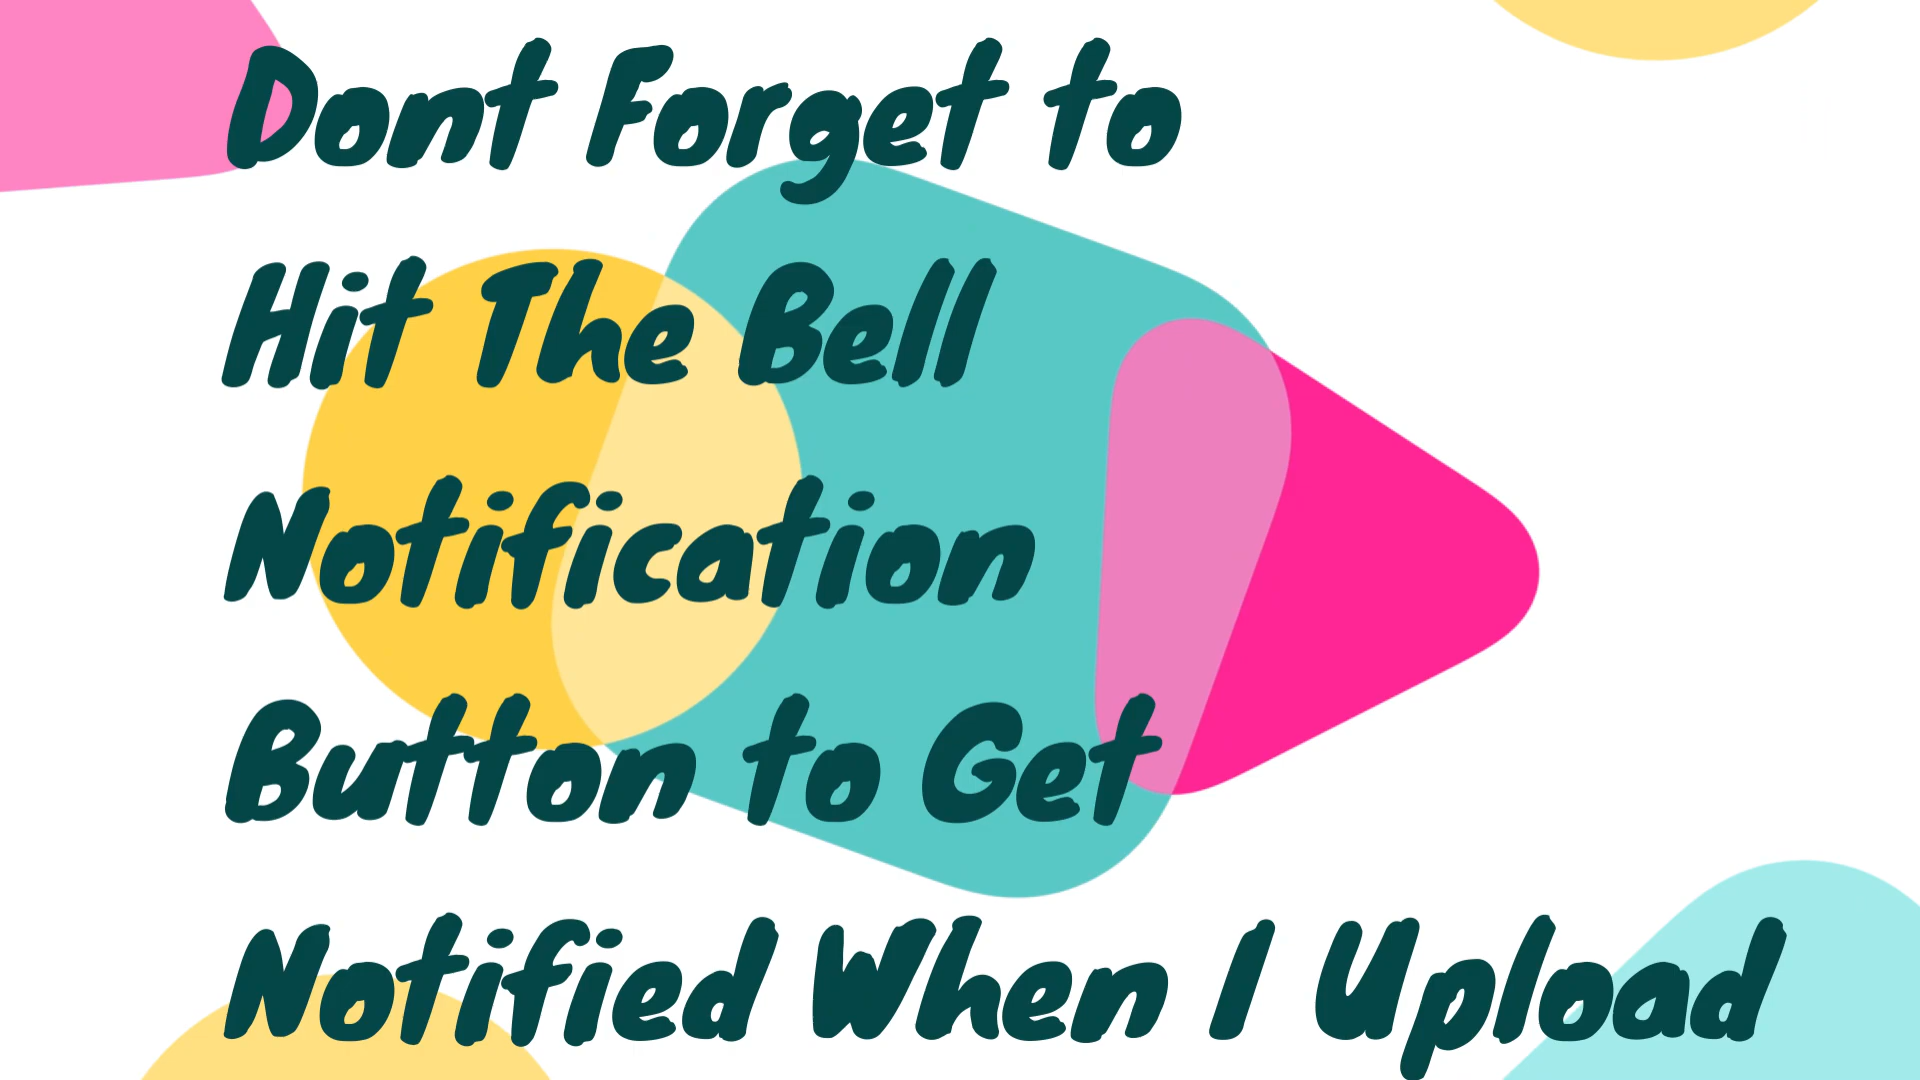 Dont Forget to
Hit The Bell
Notification
Button to Get
Notified When I Upload